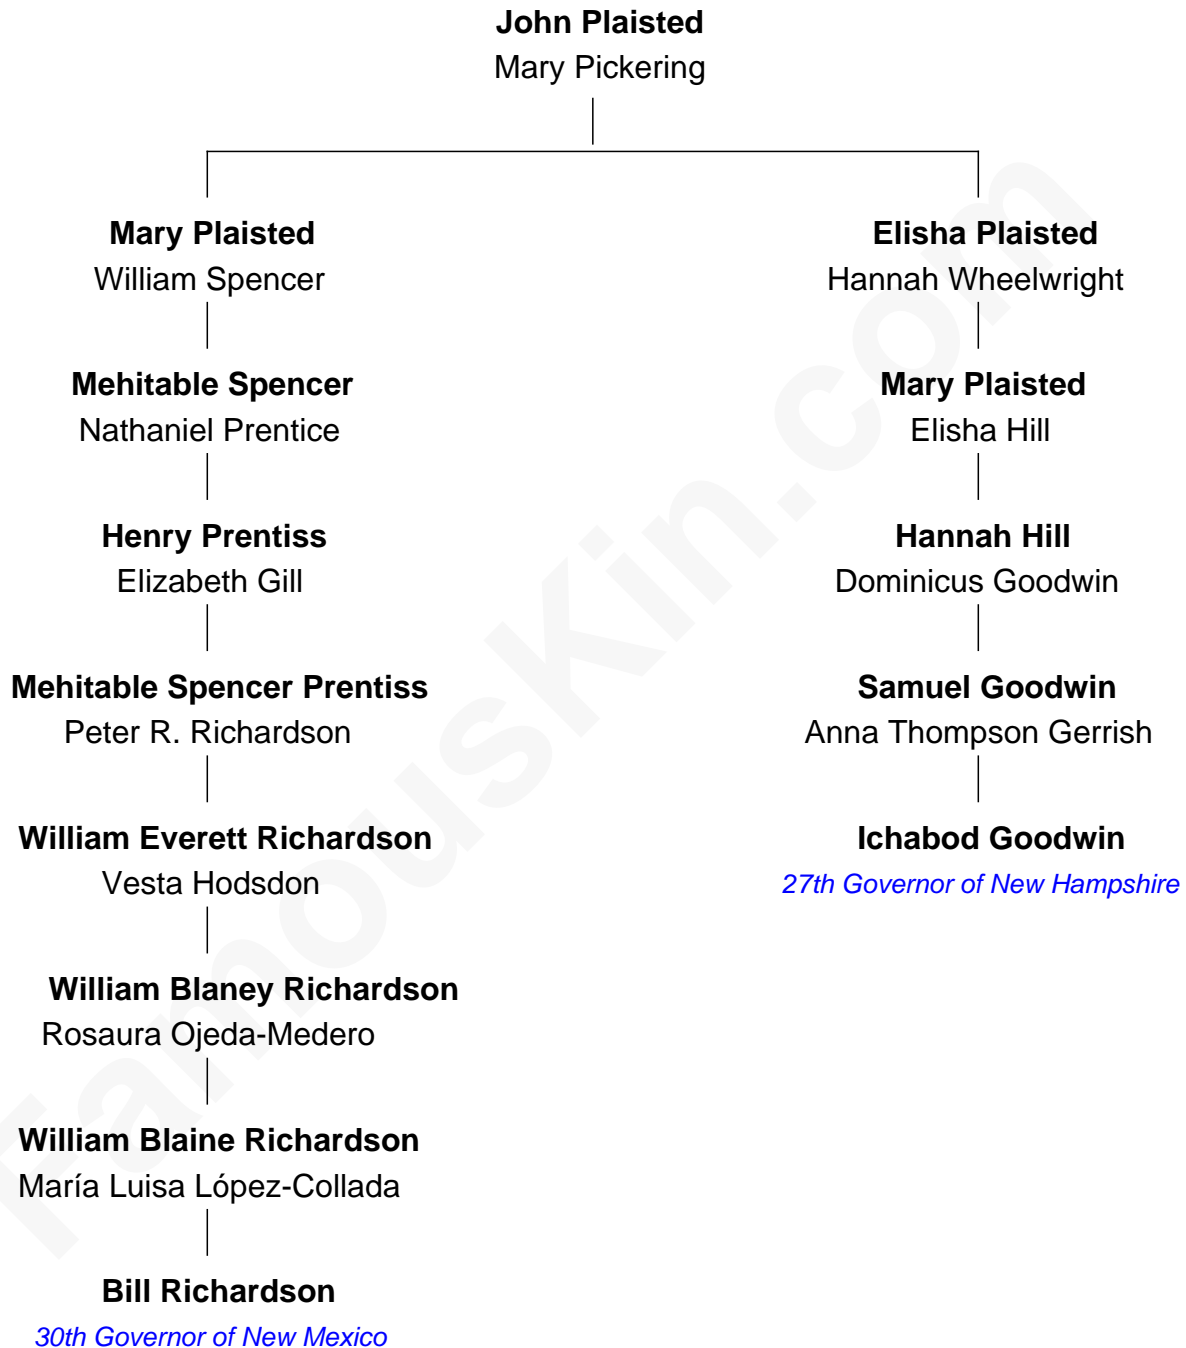 John Plaisted
Mary Pickering
Mary Plaisted
William Spencer
Elisha Plaisted
Hannah Wheelwright
Mehitable Spencer
Nathaniel Prentice
Mary Plaisted
Elisha Hill
Henry Prentiss
Elizabeth Gill
Hannah Hill
Dominicus Goodwin
Mehitable Spencer Prentiss
Peter R. Richardson
Samuel Goodwin
Anna Thompson Gerrish
William Everett Richardson
Vesta Hodsdon
Ichabod Goodwin
27th Governor of New Hampshire
William Blaney Richardson
Rosaura Ojeda-Medero
William Blaine Richardson
María Luisa López-Collada
Bill Richardson
30th Governor of New Mexico
FamousKin.com